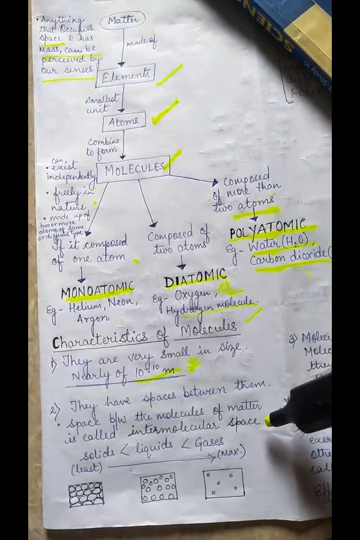 SCIEN
Matter
• Anything
that Occupies
space & has
mass, can be
percived by
our senses
made of
Elements
Smallest
unit
Atoms
Combine
to form
MOLECULES
• can
exist
independently
• freely in
nature
• made up of
two or more
atoms of same
or different type
If it composed
of one atom
Composed of
two atoms
Composed
of more than
two atoms
MONOATOMIC
Eg- Helium, Neon,
Argon
DIATOMIC
Eg- Oxygen,
Hydrogen molecule
POLYATOMIC
Eg- Water(H2O),
Carbon dioxide(
Characteristics of Molecules
1) They are very small in size.
Nearly of 10⁻¹⁰ m
2) They have spaces between them.
• space b/w the molecules of matter
is called intermolecular space
solids < liquids < Gases
(least)
(max.)
3) Molecu
Molec